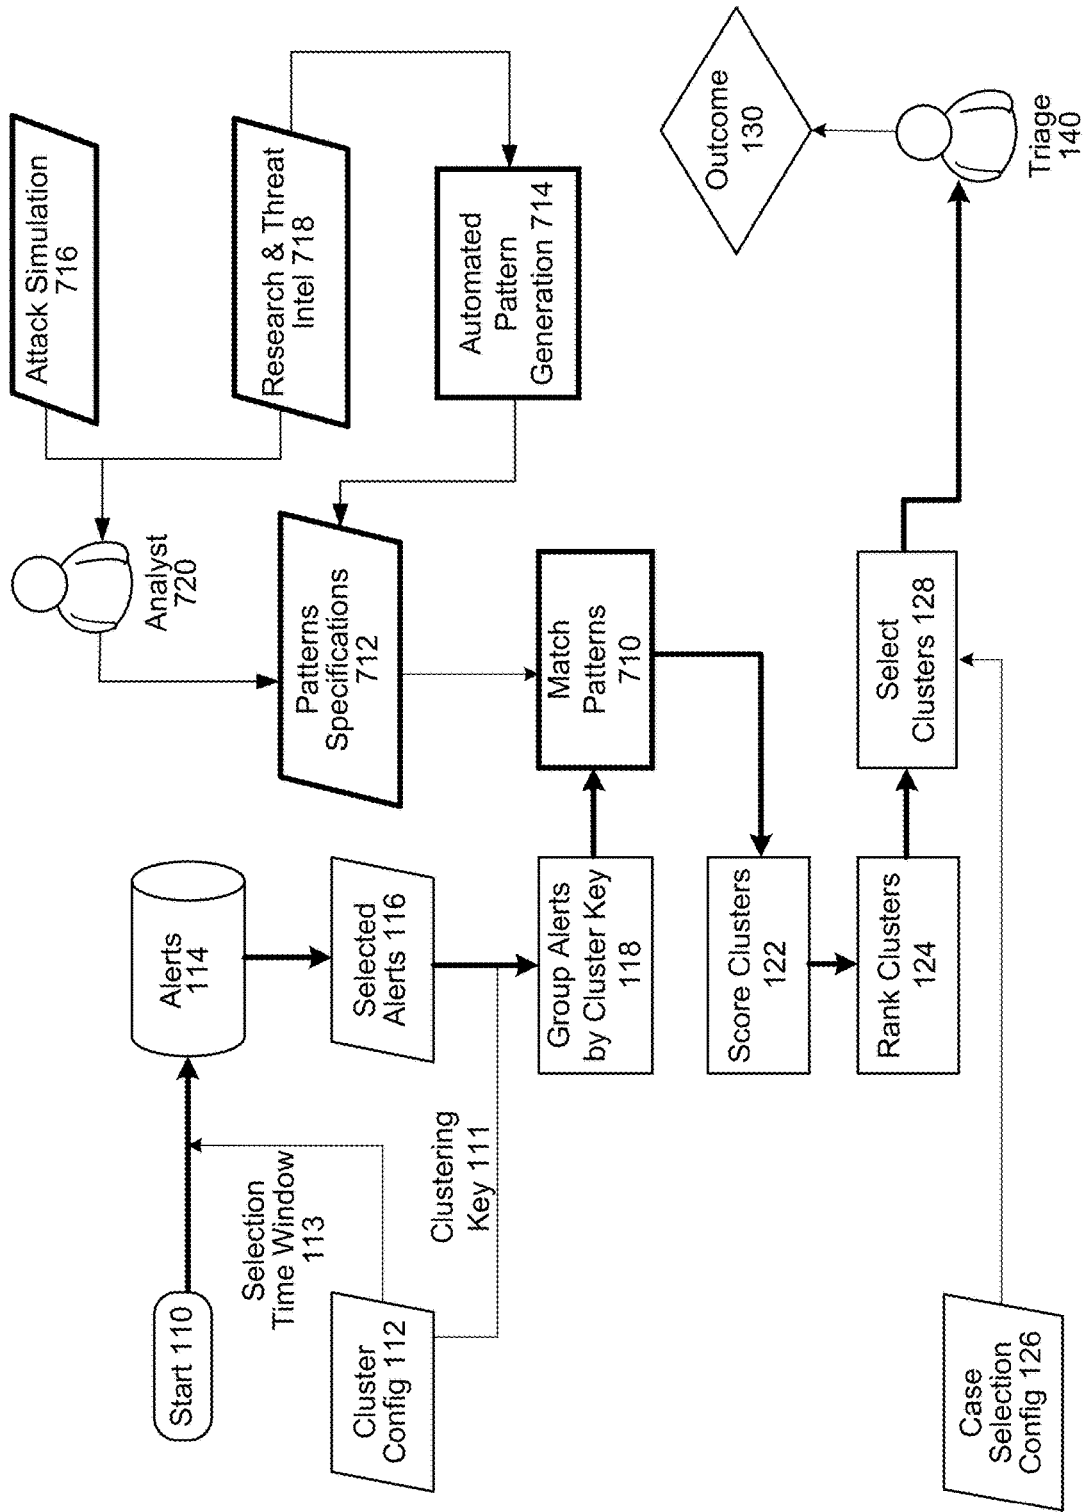 Start 110
Selection
Time Window
113
Cluster
Config 112
Clustering
Key 111
Alerts
114
Selected
Alerts 116
Group Alerts
by Cluster Key
118
Score Clusters
122
Rank Clusters
124
Case
Selection
Config 126
Analyst
720
Patterns
Specifications
712
Match
Patterns
710
Select
Clusters 128
Attack Simulation
716
Research & Threat
Intel 718
Automated
Pattern
Generation 714
Outcome
130
Triage
140